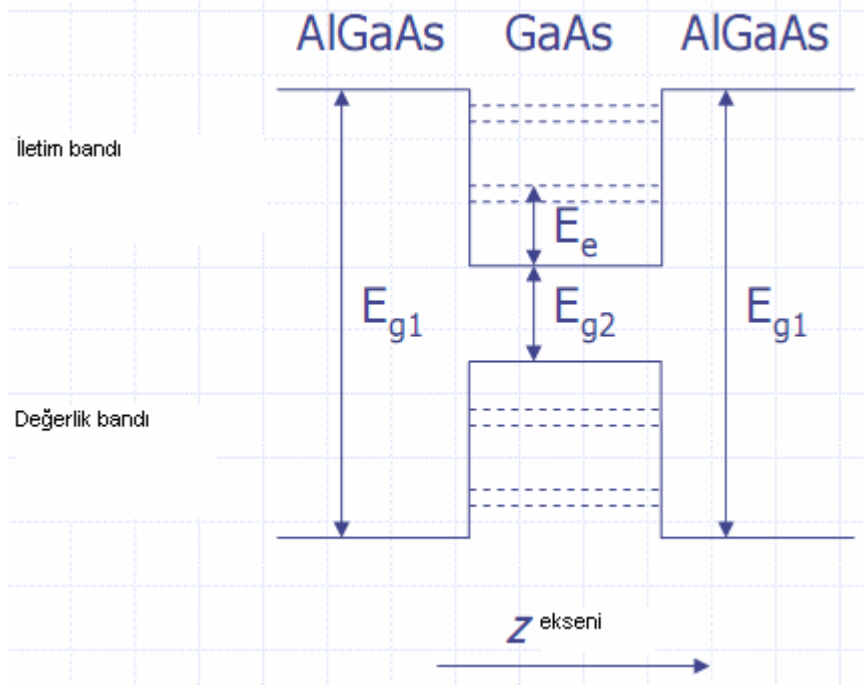 AlGaAs GaAs AlGaAs
İletim bandı
Ee
Eg1 Eg2 Eg1
Değerlik bandı
z ekseni